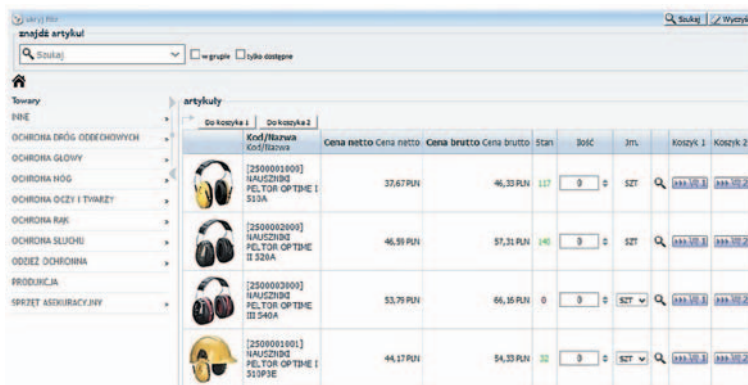 ukryj filtr
Szukaj
Wyczyść
znajdź artykuł
Szukaj
w grupie
tylko dostępne
Towary
INNE
OCHRONA DRÓG ODDECHOWYCH
OCHRONA GŁOWY
OCHRONA NÓG
OCHRONA OCZY I TWARZY
OCHRONA RĄK
OCHRONA SŁUCHU
ODZIEŻ OCHRONNA
PRODUKCJA
SPRZĘT ASEKURACYJNY
artykuły
Do koszyka 1 Do koszyka 2
Kod/Nazwa Cena netto Cena netto Cena brutto Cena brutto Stan Ilość Jm. Koszyk 1 Koszyk 2
Kod/Nazwa
[2500001000]
NAUSZNIKI
PELTOR OPTIME I
510A
37,67 PLN 46,33 PLN 117 0 SZT
[2500002000]
NAUSZNIKI
PELTOR OPTIME
II 520A
46,59 PLN 57,31 PLN 140 0 SZT
[2500003000]
NAUSZNIKI
PELTOR OPTIME
III 540A
53,79 PLN 66,16 PLN 0 0 SZT
[2500001001]
NAUSZNIKI
PELTOR OPTIME I
510P3E
44,17 PLN 54,33 PLN 32 0 SZT